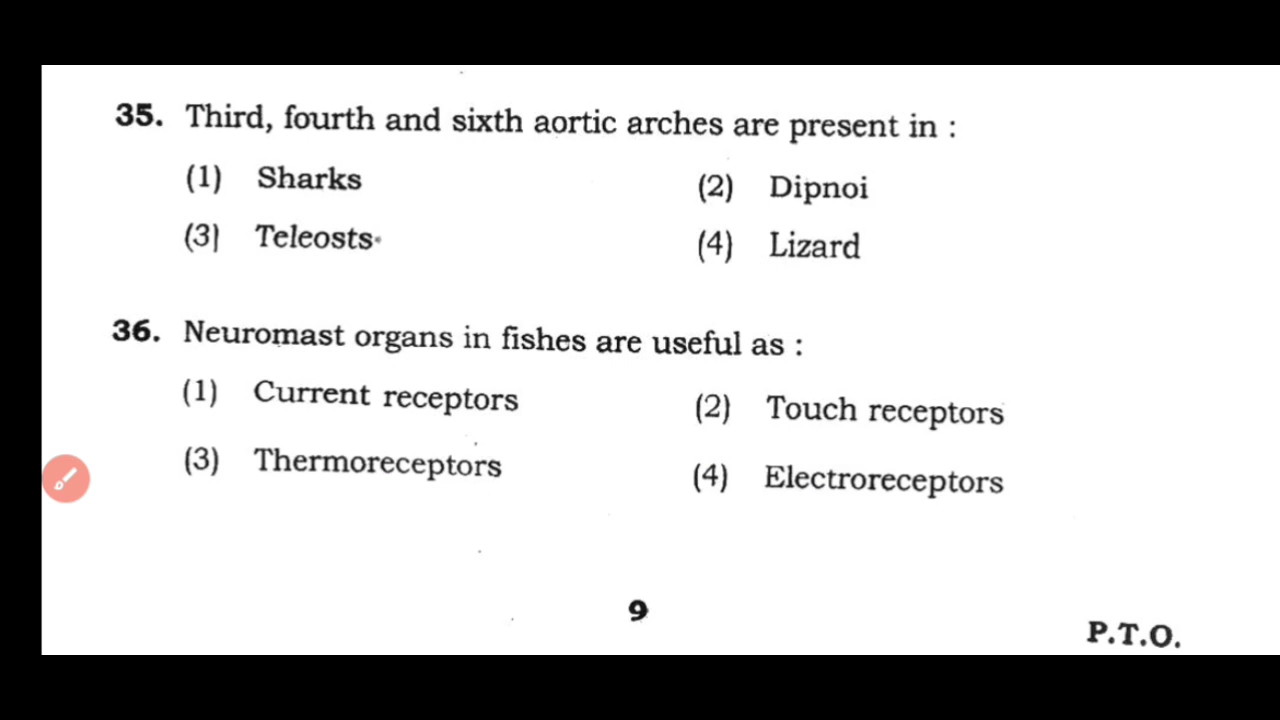 35. Third, fourth and sixth aortic arches are present in :
(1) Sharks (2) Dipnoi
(3) Teleosts (4) Lizard
36. Neuromast organs in fishes are useful as :
(1) Current receptors (2) Touch receptors
(3) Thermoreceptors (4) Electroreceptors
9
P.T.O.